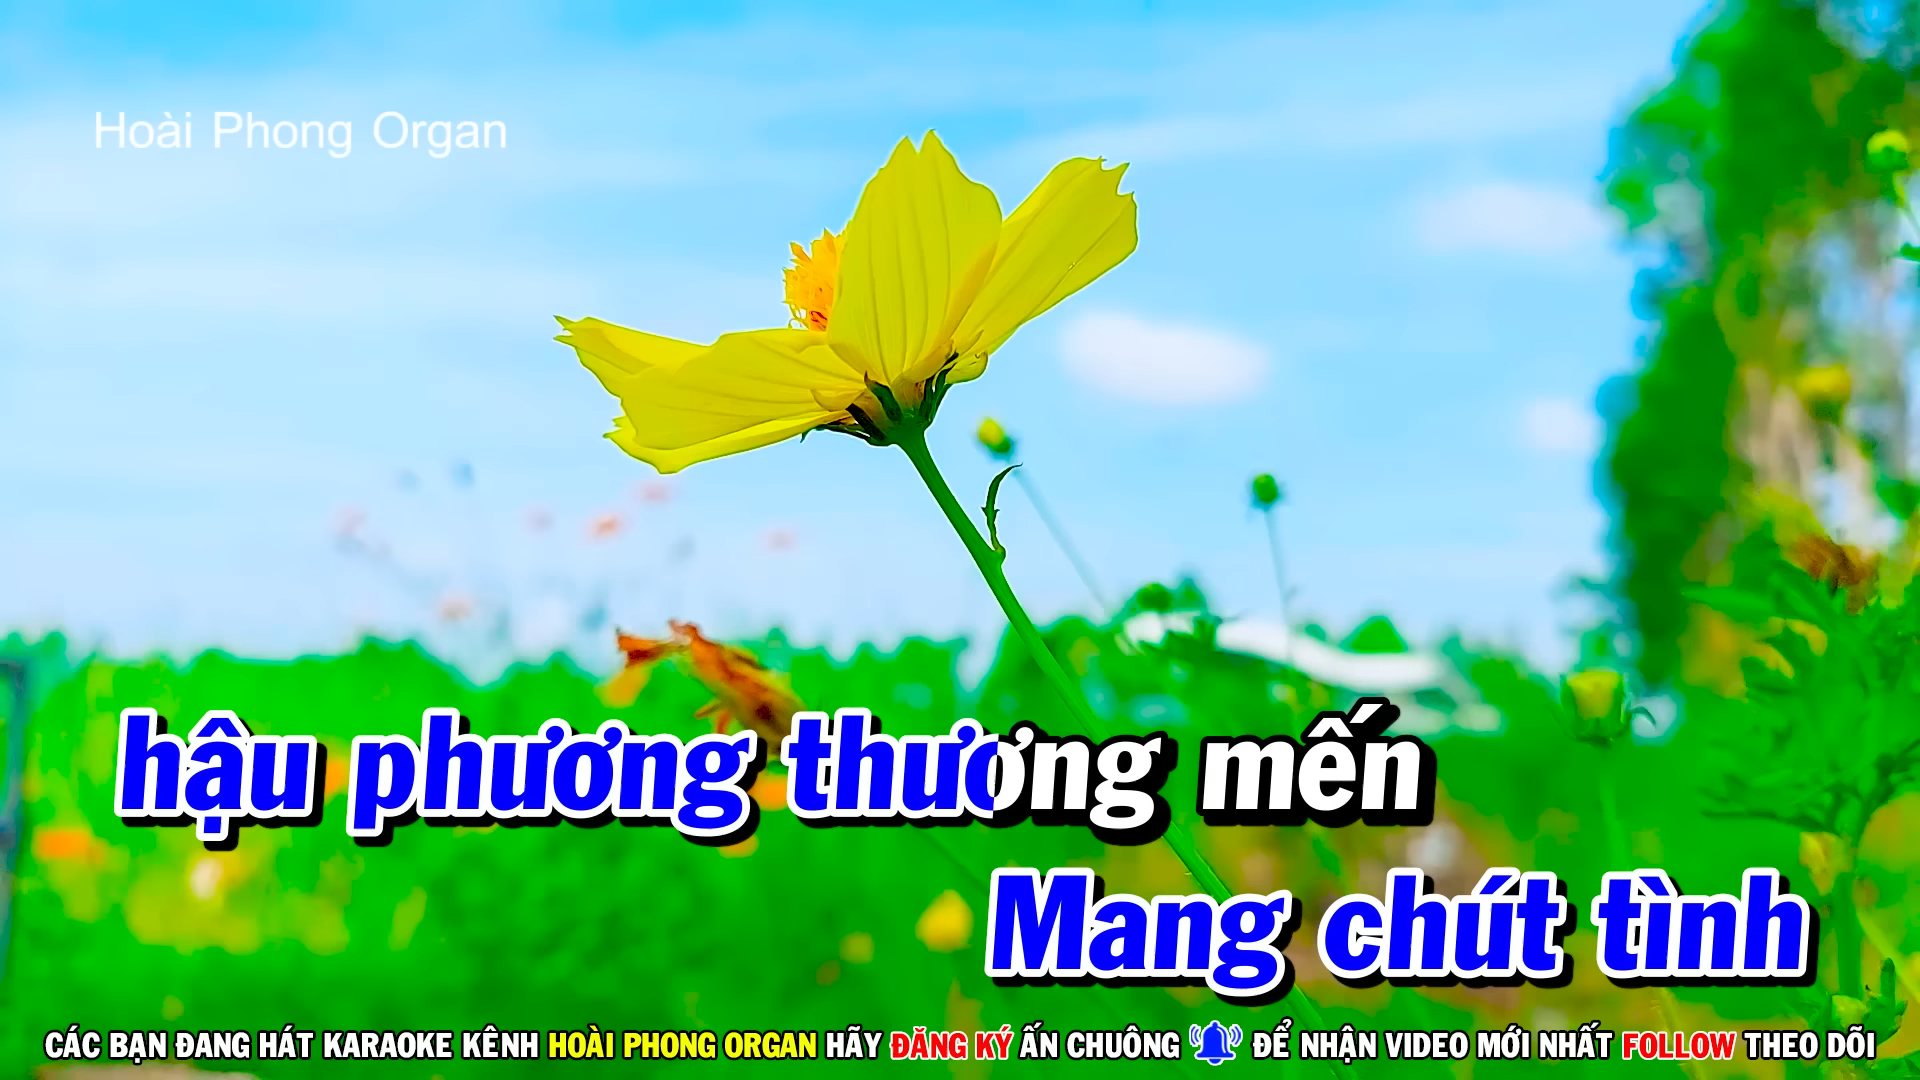 Hoài Phong Organ
hậu phương thương mến
Mang chút tình
CÁC BẠN ĐANG HÁT KARAOKE KÊNH HOÀI PHONG ORGAN HÃY ĐĂNG KÝ ẤN CHUÔNG ĐỂ NHẬN VIDEO MỚI NHẤT FOLLOW THEO DÕI